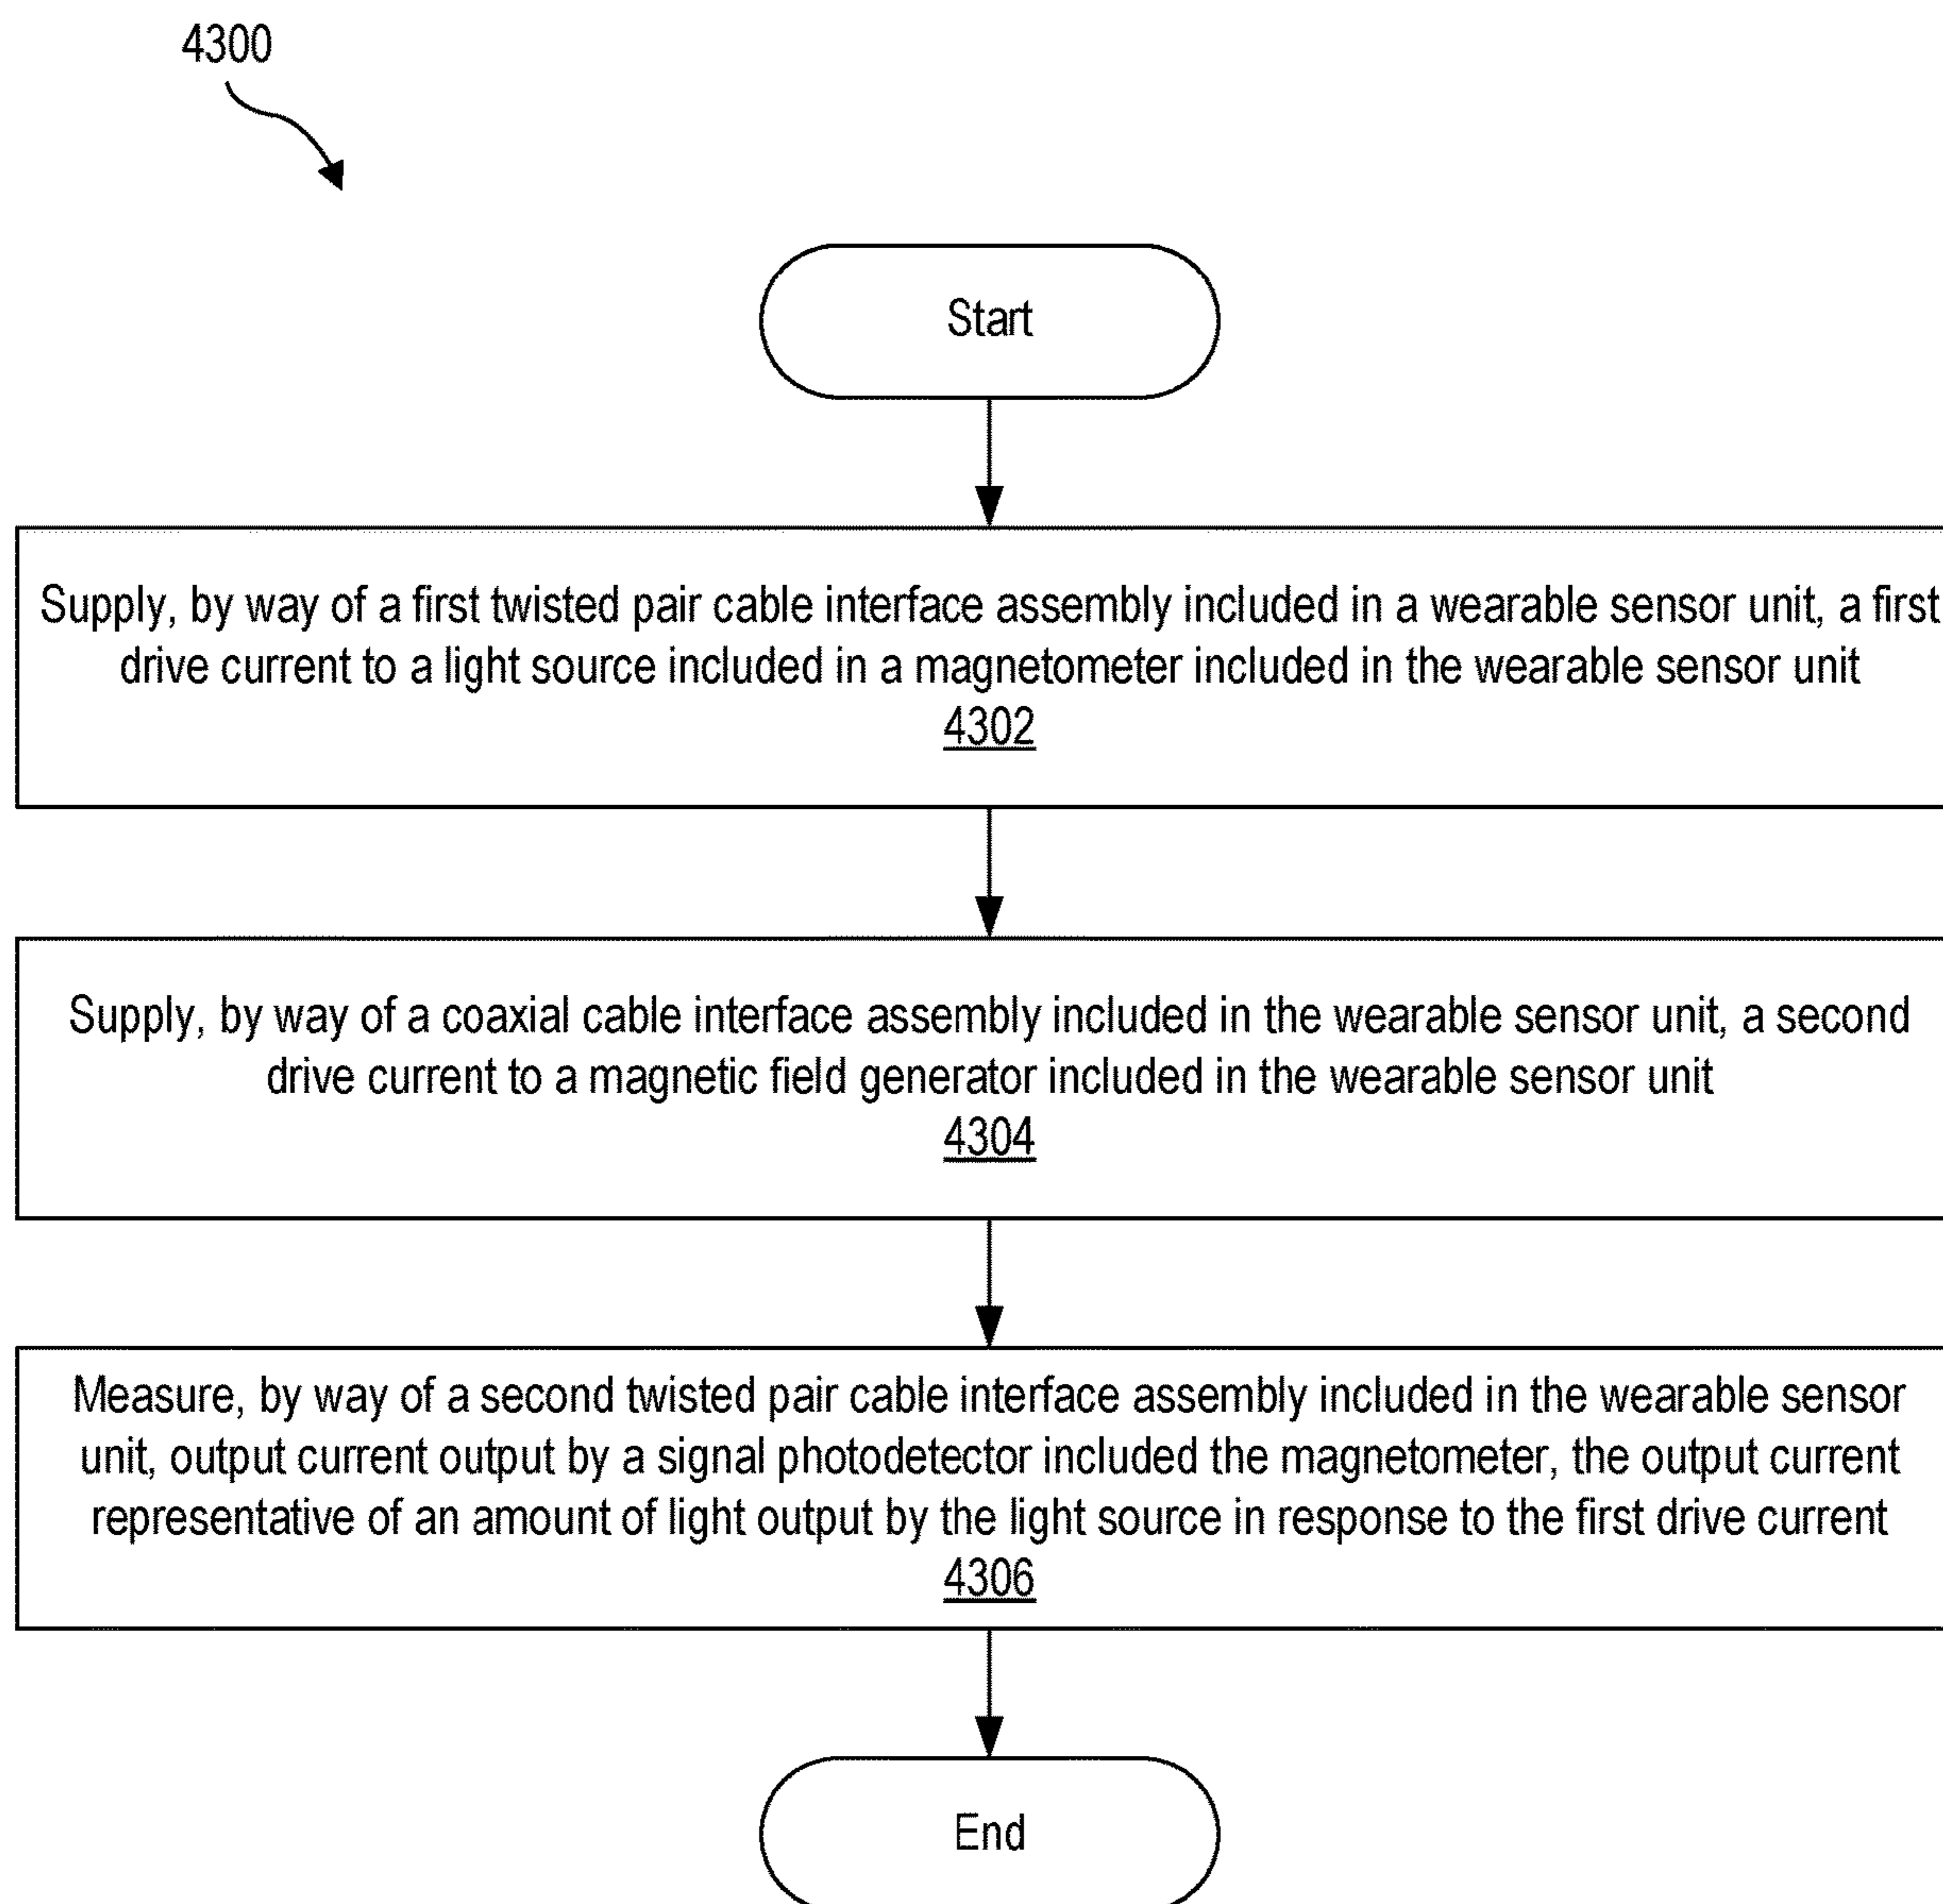 4300
Start
Supply, by way of a first twisted pair cable interface assembly included in a wearable sensor unit, a first
drive current to a light source included in a magnetometer included in the wearable sensor unit
4302
Supply, by way of a coaxial cable interface assembly included in the wearable sensor unit, a second
drive current to a magnetic field generator included in the wearable sensor unit
4304
Measure, by way of a second twisted pair cable interface assembly included in the wearable sensor
unit, output current output by a signal photodetector included the magnetometer, the output current
representative of an amount of light output by the light source in response to the first drive current
4306
End